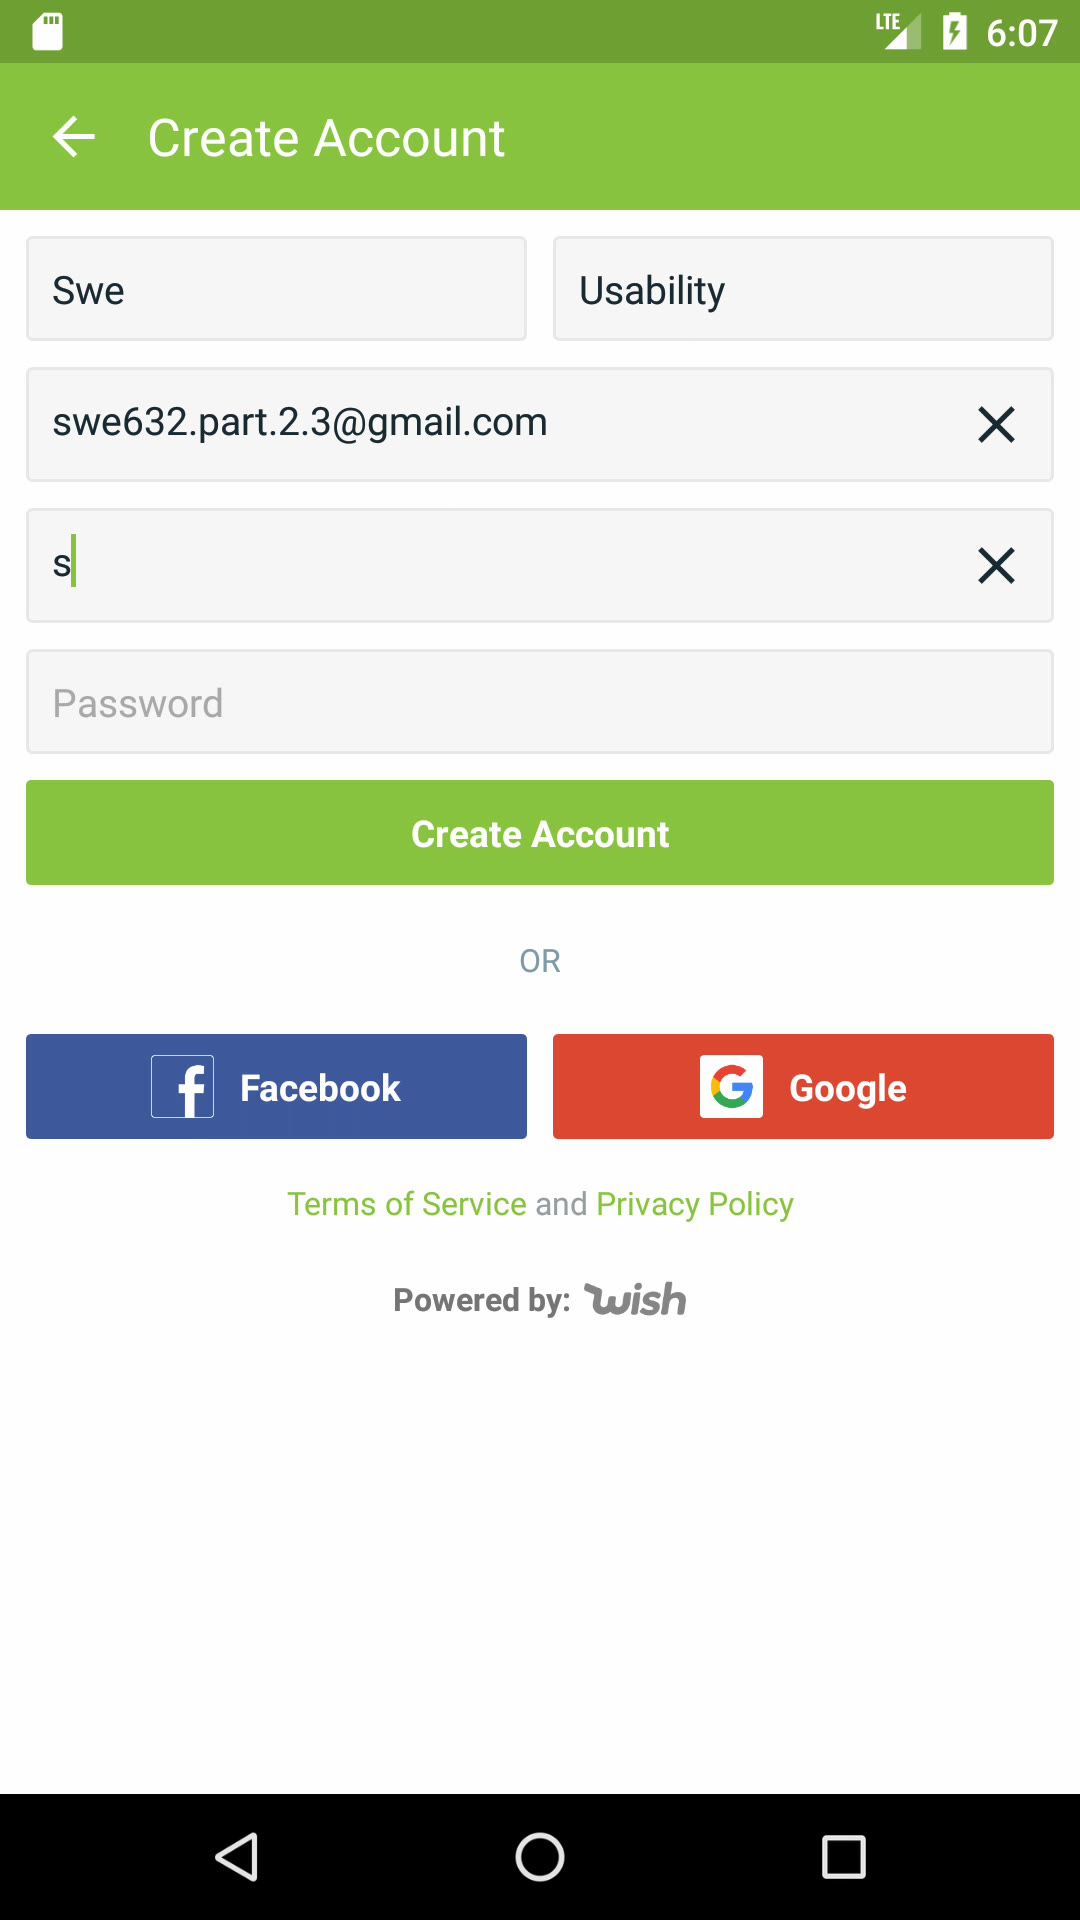 LTE 6:07
Create Account
Swe Usability
swe632.part.2.3@gmail.com
s
Password
Create Account
OR
Facebook Google
Terms of Service and Privacy Policy
Powered by: wish